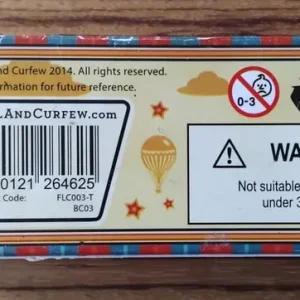 nd Curfew 2014. All rights reserved.
ormation for future reference.
LANDCURFEW.com
0121 264625
Code: FLC003-T
BC03
0-3
WA
Not suitable
under 3